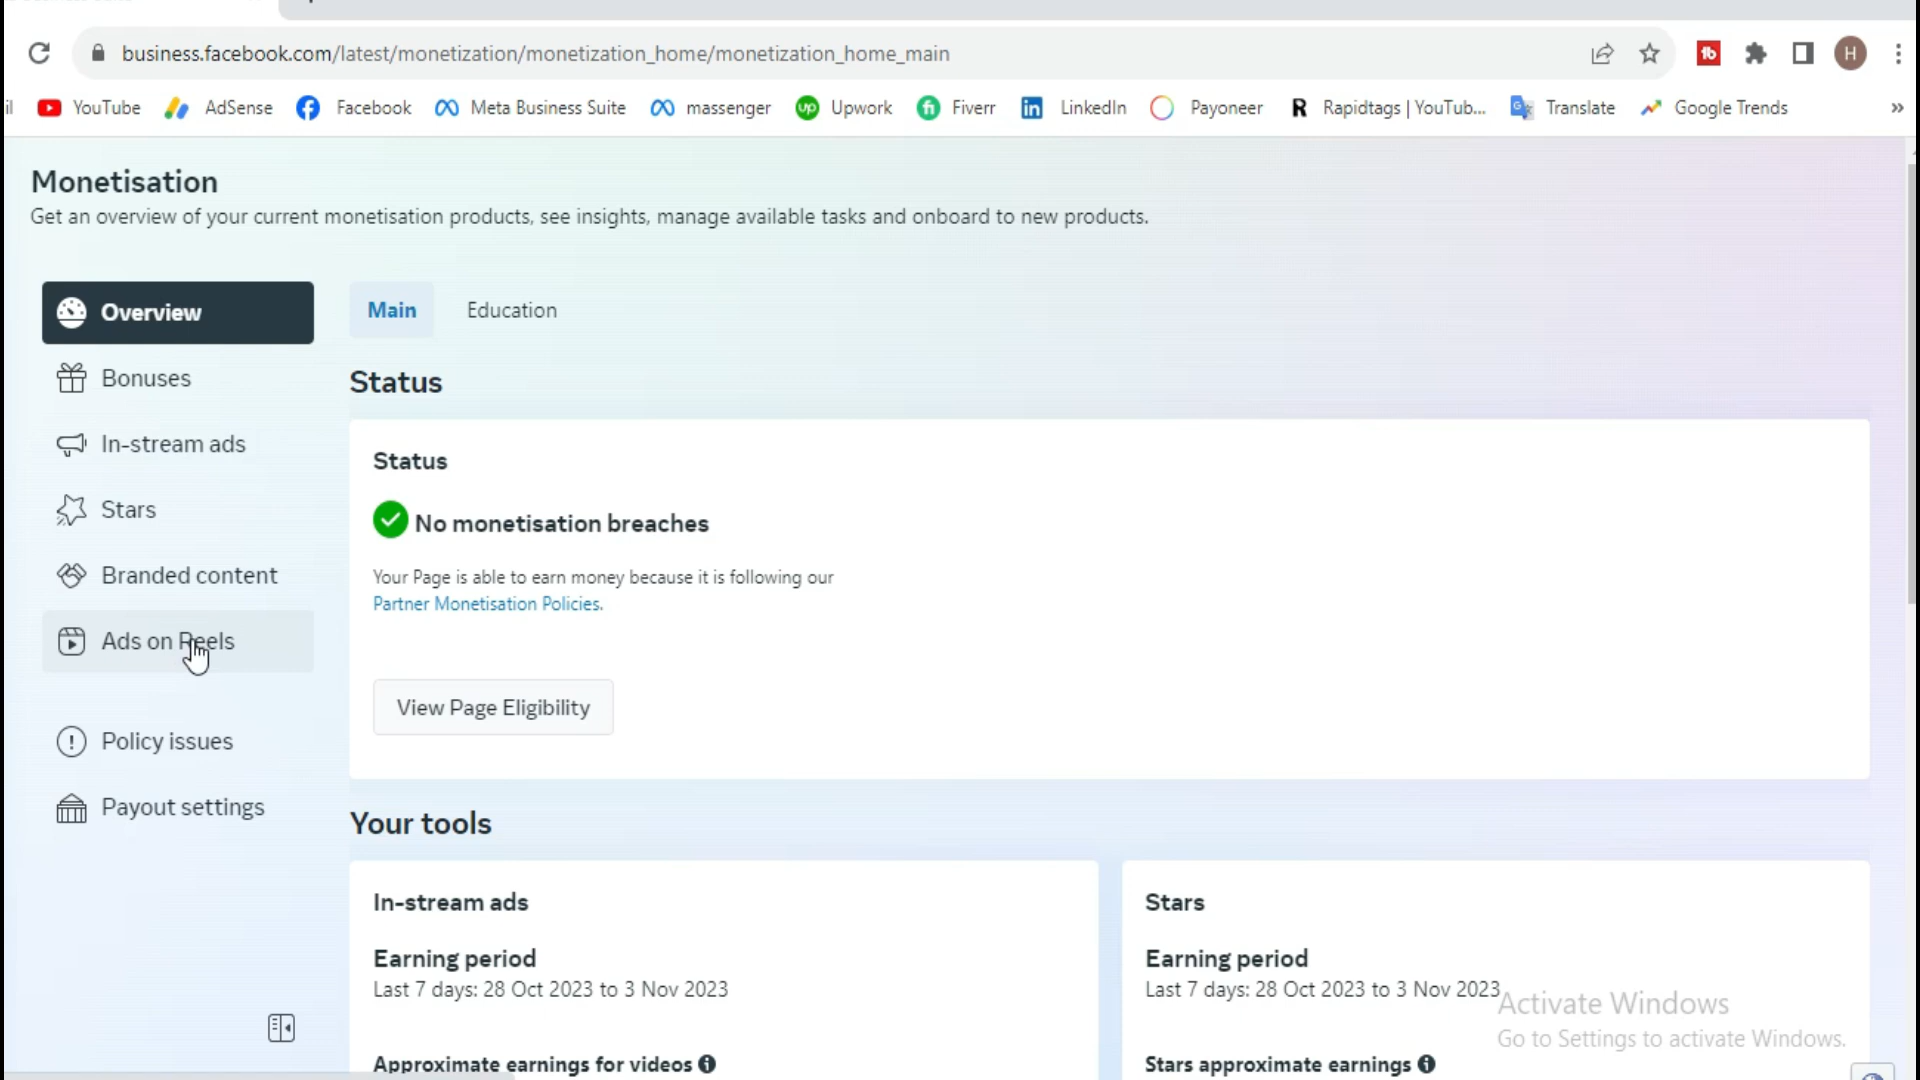 business.facebook.com/latest/monetization/monetization_home/monetization_home_main
H
il YouTube AdSense Facebook Meta Business Suite massenger Upwork Fiverr LinkedIn Payoneer Rapidtags | YouTub... Translate Google Trends »
Monetisation
Get an overview of your current monetisation products, see insights, manage available tasks and onboard to new products.
Overview
Bonuses
In-stream ads
Stars
Branded content
Ads on Reels
Policy issues
Payout settings
Main Education
Status
Status
No monetisation breaches
Your Page is able to earn money because it is following our
Partner Monetisation Policies.
View Page Eligibility
Your tools
In-stream ads
Earning period
Last 7 days: 28 Oct 2023 to 3 Nov 2023
Approximate earnings for videos
Stars
Earning period
Last 7 days: 28 Oct 2023 to 3 Nov 2023
Stars approximate earnings
Activate Windows
Go to Settings to activate Windows.